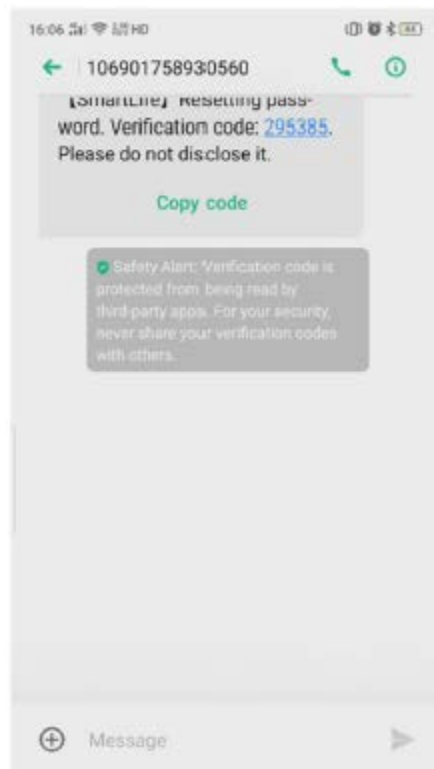 16:06 HD
106901758930560
【SmartLife】 Resetting pass-
word. Verification code: 295385.
Please do not disclose it.
Copy code
Safety Alert: Verification code is
protected from being read by
third-party apps. For your security,
never share your verification codes
with others.
Message